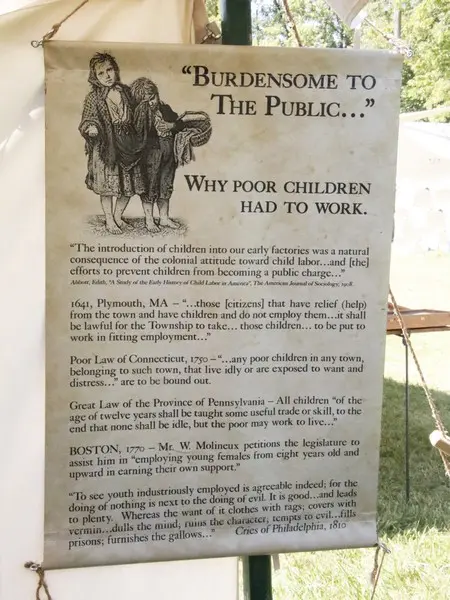 “BURDENSOME TO
THE PUBLIC...”
WHY POOR CHILDREN
HAD TO WORK.
“The introduction of children into our early factories was a natural
consequence of the colonial attitude toward child labor...and [the]
efforts to prevent children from becoming a public charge...”
Abbott, Edith, “A Study of the Early History of Child Labor in America”, The American Journal of Sociology, 1908.
1641, Plymouth, MA – “...those [citizens] that have relief (help)
from the town and have children and do not employ them...it shall
be lawful for the Township to take... those children... to be put to
work in fitting employment...”
Poor Law of Connecticut, 1750 – “...any poor children in any town,
belonging to such town, that live idly or are exposed to want and
distress...” are to be bound out.
Great Law of the Province of Pennsylvania – All children “of the
age of twelve years shall be taught some useful trade or skill, to the
end that none shall be idle, but the poor may work to live...”
BOSTON, 1770 – Mr. W. Molineux petitions the legislature to
assist him in “employing young females from eight years old and
upward in earning their own support.”
“To see youth industriously employed is agreeable indeed; for the
doing of nothing is next to the doing of evil. It is good...and leads
to plenty. Whereas the want of it clothes with rags; covers with
vermin...dulls the mind, ruins the character, tempts to evil...fills
prisons; furnishes the gallows...” Cries of Philadelphia, 1810